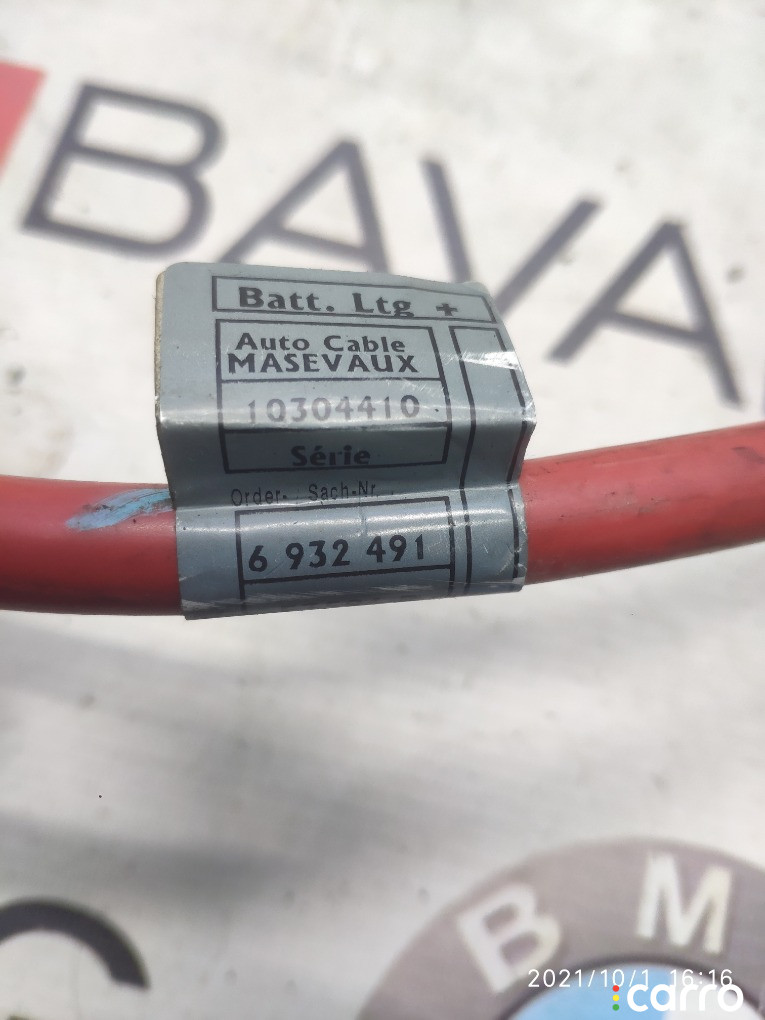 BAVA
Batt. Ltg +
Auto Cable
MASEVAUX
10304410
Série
Order- Sach-Nr.
6 932 491
B M
2021/10/1 16:16
carro